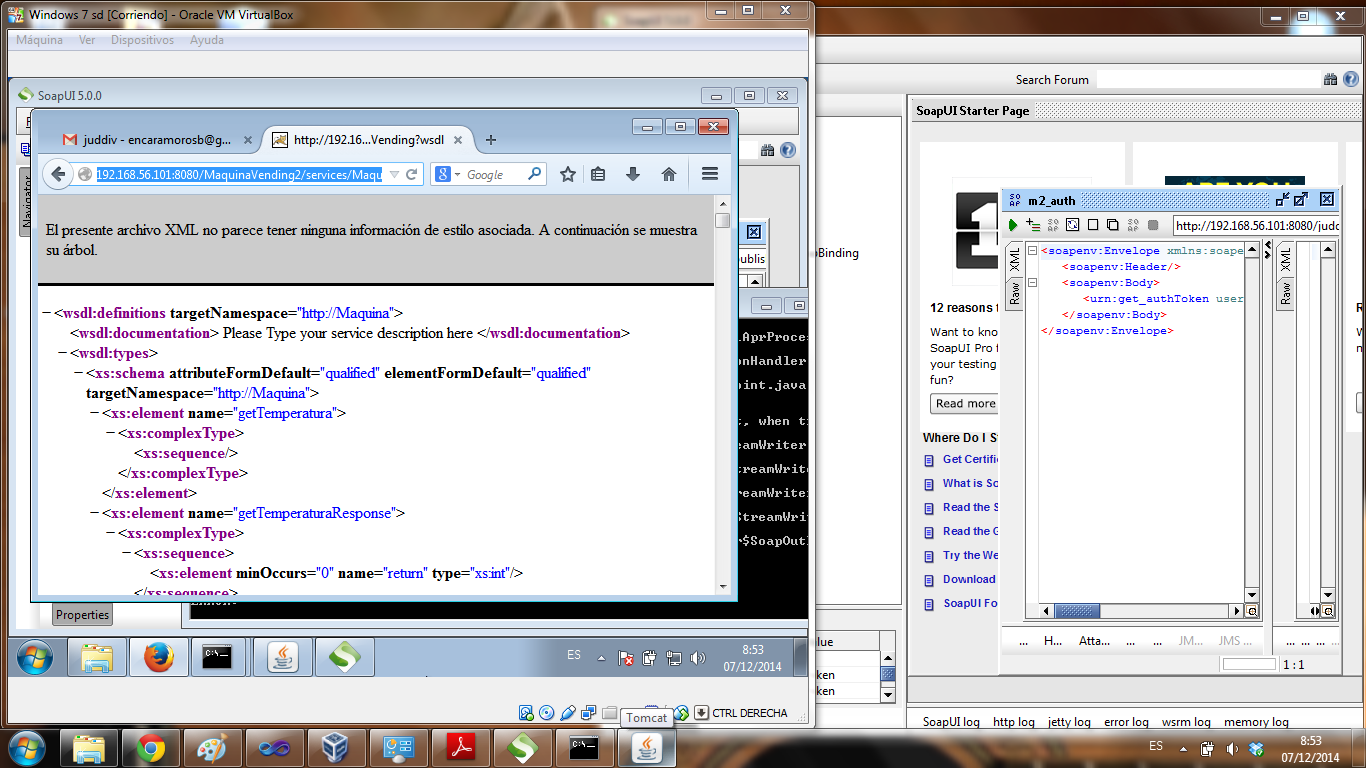 Windows 7 sd [Corriendo] - Oracle VM VirtualBox
Máquina Ver Dispositivos Ayuda
SoapUI 5.0.0
juddiv - encaramorosb@g...
http://192.16...Vending?wsdl
192.168.56.101:8080/MaquinaVending2/services/Maqu
Google
Navigator
El presente archivo XML no parece tener ninguna información de estilo asociada. A continuación se muestra
su árbol.
<wsdl:definitions targetNamespace="http://Maquina">
<wsdl:documentation> Please Type your service description here </wsdl:documentation>
<wsdl:types>
<xs:schema attributeFormDefault="qualified" elementFormDefault="qualified"
targetNamespace="http://Maquina">
<xs:element name="getTemperatura">
<xs:complexType>
<xs:sequence/>
</xs:complexType>
</xs:element>
<xs:element name="getTemperaturaResponse">
<xs:complexType>
<xs:sequence>
<xs:element minOccurs="0" name="return" type="xs:int"/>
</xs:sequence>
publis
lAprProce
onHandler
oint.java
t, when t
eamWriter
treamWrit
reamWrite
StreamWri
r$SoapOut
Properties
ES
8:53
07/12/2014
CTRL DERECHA
Tomcat
Search Forum
oBinding
alue
ken
ken
SoapUI Starter Page
ARE YOU
12 reasons t
Want to kno
SoapUI Pro f
your testing
fun?
Read more
Where Do I S
Get Certifi
What is So
Read the S
Read the G
Try the We
Download
SoapUI Fo
m2_auth
http://192.168.56.101:8080/judd
XML
Raw
<soapenv:Envelope xmlns:soape
<soapenv:Header/>
<soapenv:Body>
<urn:get_authToken user
</soapenv:Body>
</soapenv:Envelope>
XML
Raw
... H... Atta... ... ... JM... JMS ... ... ... ... ...
1 : 1
SoapUI log http log jetty log error log wsrm log memory log
ES
8:53
07/12/2014